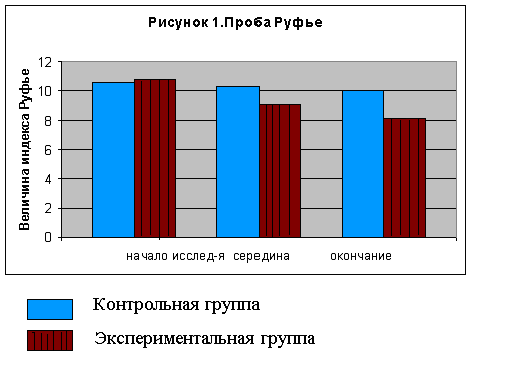 Рисунок 1.Проба Руфье
Величина индекса Руфье
12
10
8
6
4
2
0
начало исслед-я середина окончание
Контрольная группа
Экспериментальная группа